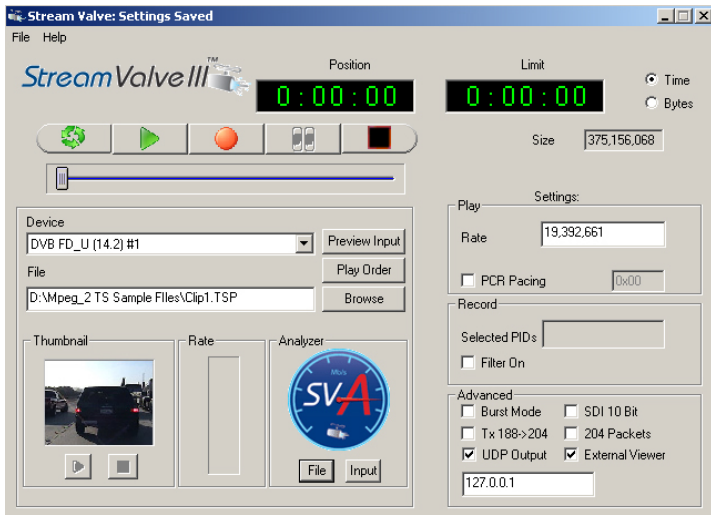 Stream Valve: Settings Saved
File Help
StreamValve III™
Position
Limit
0:00:00
0:00:00
Time
Bytes
Size 375,156,068
Settings:
Device
DVB FD_U (14.2) #1
Preview Input
File
Play Order
D:\Mpeg_2 TS Sample FIles\Clip1.TSP
Browse
Play
Rate 19,392,661
PCR Pacing 0x00
Record
Selected PIDs
Filter On
Thumbnail
Rate
Analyzer
Mb/s
SVA
File Input
Advanced
Burst Mode SDI 10 Bit
Tx 188->204 204 Packets
UDP Output External Viewer
127.0.0.1